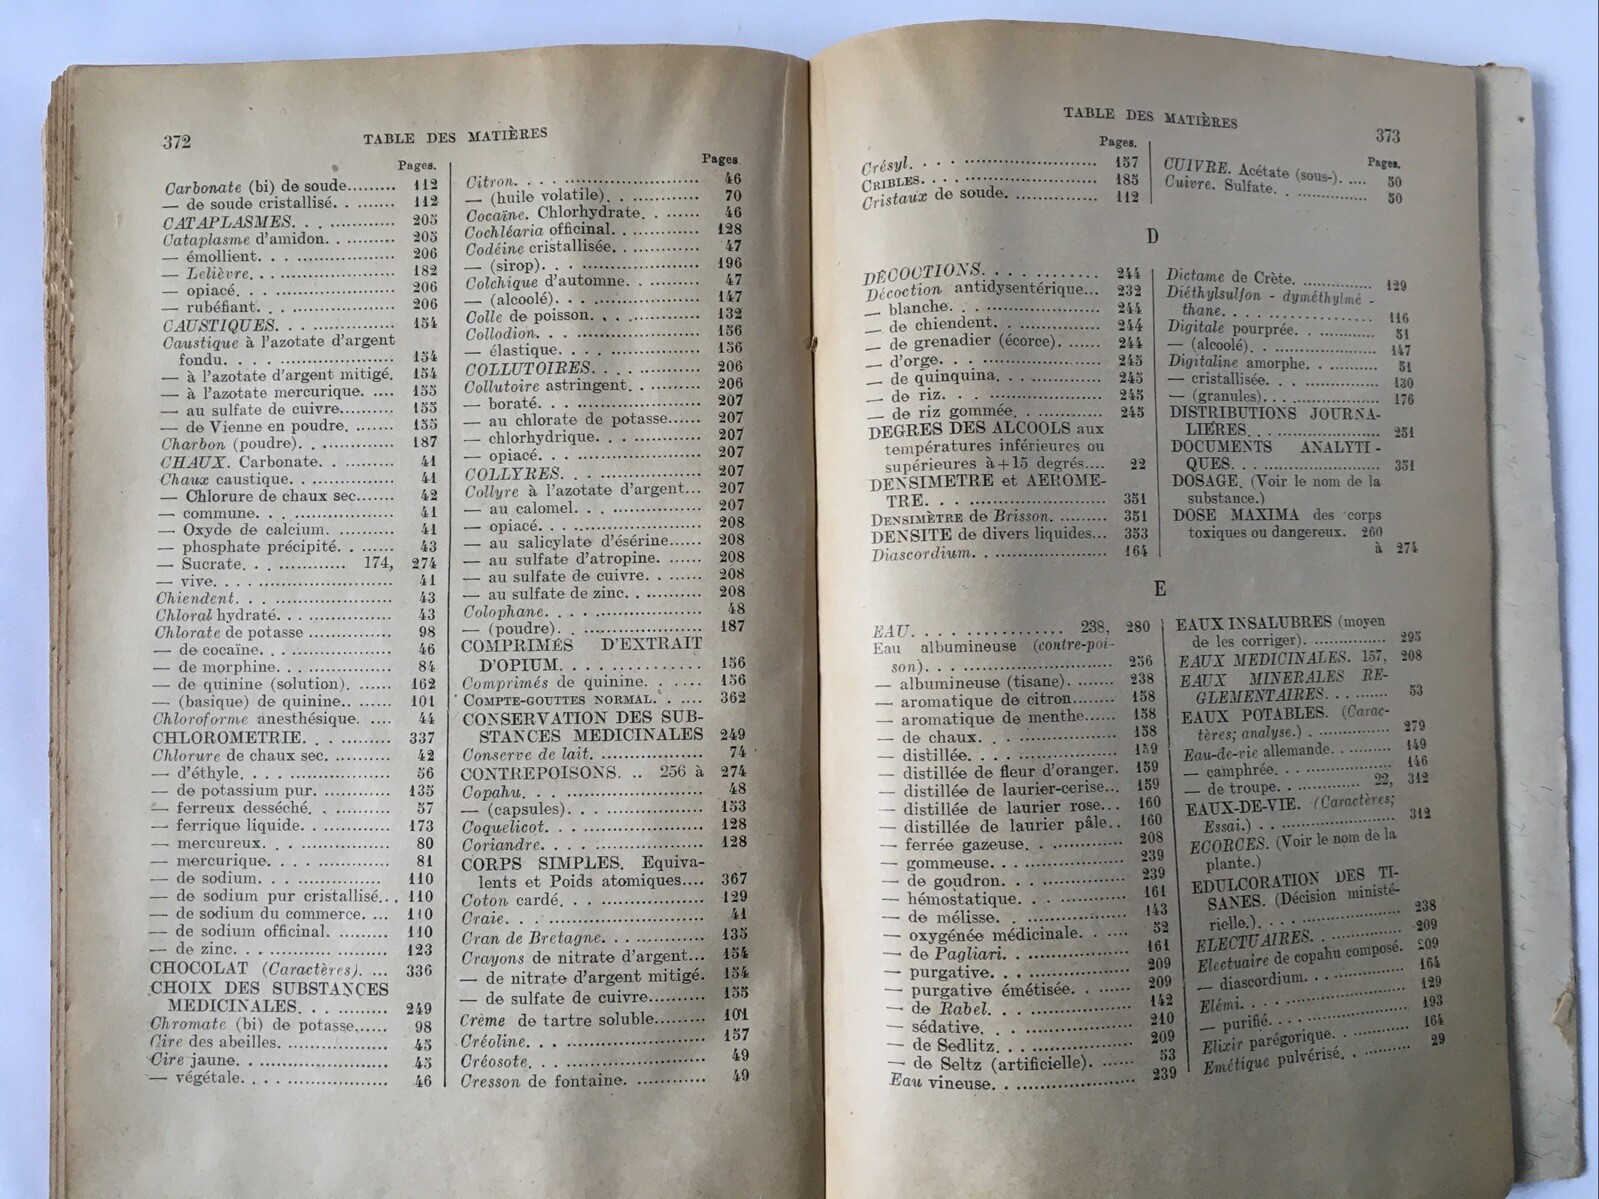 372
TABLE DES MATIÈRES
Pages.
Carbonate (bi) de soude......... 112
— de soude cristallisé. ........ 112
CATAPLASMES. . . ............ 205
Cataplasme d'amidon. .......... 205
— émollient. . . ................ 206
— Lelièvre. . . ................. 182
— opiacé. . . ................... 206
— rubéfiant. . . ................ 206
CAUSTIQUES. . . ............... 154
Caustique à l'azotate d'argent
fondu. . . . .................... 154
— à l'azotate d'argent mitigé. 154
— à l'azotate mercurique. .... 155
— au sulfate de cuivre......... 155
— de Vienne en poudre. ....... 155
Charbon (poudre). . ............ 187
CHAUX. Carbonate. . .......... 41
Chaux caustique. . . ............ 41
— Chlorure de chaux sec....... 42
— commune. . . ................ 41
— Oxyde de calcium. .......... 41
— phosphate précipité. . ...... 43
— Sucrate. . . ............ 174, 274
— vive. . . . .................... 41
Chiendent. . . .................. 43
Chloral hydraté. . . ............ 43
Chlorate de potasse ............ 98
— de cocaïne. . . ............... 46
— de morphine. . . ............. 84
— de quinine (solution). ...... 162
— (basique) de quinine.. ...... 101
Chloroforme anesthésique. .... 44
CHLOROMETRIE. . . .......... 337
Chlorure de chaux sec. ......... 42
— d'éthyle. . . . ................ 56
— de potassium pur. ........... 135
— ferreux desséché. . .......... 57
— ferrique liquide. . . .......... 173
— mercureux. . . ............... 80
— mercurique. . . .............. 81
— de sodium. . . ............... 110
— de sodium pur cristallisé... 110
— de sodium du commerce. ... 110
— de sodium officinal. ......... 110
— de zinc. . . . ................. 123
CHOCOLAT (Caractères). ... 336
CHOIX DES SUBSTANCES
MEDICINALES. . .......... 249
Chromate (bi) de potasse...... 98
Cire des abeilles. ............... 45
Cire jaune. . . . ................ 45
— végétale. . . . ................ 46
Pages
Citron. . . . ..................... 46
— (huile volatile). . ............ 70
Cocaïne. Chlorhydrate. . ...... 46
Cochléaria officinal. . .......... 128
Codéine cristallisée. . .......... 47
— (sirop). . . ................... 196
Colchique d'automne. .......... 47
— (alcoolé). . . . ............... 147
Colle de poisson. . . ............ 132
Collodion. . . . .................. 156
— élastique. . . . ............... 156
COLLUTOIRES. . . . .......... 206
Collutoire astringent. . ........ 206
— boraté. . . . .................. 207
— au chlorate de potasse...... 207
— chlorhydrique. . . ........... 207
— opiacé. . . . .................. 207
COLLYRES. . . ................. 207
Collyre à l'azotate d'argent... 207
— au calomel. . . ............... 207
— opiacé. . . . .................. 208
— au salicylate d'ésérine...... 208
— au sulfate d'atropine. ...... 208
— au sulfate de cuivre. ....... 208
— au sulfate de zinc. .......... 208
Colophane. . . . ................. 48
— (poudre). . . ................. 187
COMPRIMÉS D'EXTRAIT
D'OPIUM. . . ............. 156
Comprimés de quinine. . ..... 156
COMPTE-GOUTTES NORMAL. . .... 362
CONSERVATION DES SUB-
STANCES MEDICINALES 249
Conserve de lait. ............... 74
CONTREPOISONS. .. 256 à 274
Copahu. . . . .................... 48
— (capsules). . . ............... 153
Coquelicot. . . . ................ 128
Coriandre. . . . ................. 128
CORPS SIMPLES. Equiva-
lents et Poids atomiques.... 367
Coton cardé. . . ................ 129
Craie. . . . ...................... 41
Cran de Bretagne. . . ........... 135
Crayons de nitrate d'argent... 154
— de nitrate d'argent mitigé. 154
— de sulfate de cuivre......... 155
Crème de tartre soluble......... 101
Créoline. . . . ................... 157
Créosote. . . . ................... 49
Cresson de fontaine. ............ 49
TABLE DES MATIÈRES
373
Pages.
Crésyl. . . . ..................... 157
CRIBLES. . . . ................... 185
Cristaux de soude. .............. 112
Pages.
CUIVRE. Acétate (sous-). .... 50
Cuivre. Sulfate. . .............. 50
D
DÉCOCTIONS. . . ............. 244
Décoction antidysentérique... 232
— blanche. . . .................. 244
— de chiendent. . .............. 244
— de grenadier (écorce). ...... 244
— d'orge. . . . .................. 245
— de quinquina. . . ............ 245
— de riz. . . . ................... 245
— de riz gommée. . ............ 245
DEGRES DES ALCOOLS aux
températures inférieures ou
supérieures à + 15 degrés.... 22
DENSIMETRE et AEROME-
TRE. . . . .................... 351
DENSIMÈTRE de Brisson. ......... 351
DENSITE de divers liquides... 353
Diascordium. . . ................ 164
Dictame de Crète. .............. 129
Diéthylsulfon - dyméthylmé -
thane. . . . .................... 116
Digitale pourprée. . ............ 51
— (alcoolé). . . ................. 147
Digitaline amorphe. . .......... 51
— cristallisée. . . ............... 130
— (granules). . . ................ 176
DISTRIBUTIONS JOURNA-
LIÈRES. . . .................. 251
DOCUMENTS ANALYTI -
QUES. . . .................... 351
DOSAGE. (Voir le nom de la
substance.)
DOSE MAXIMA des corps
toxiques ou dangereux. 260
à 274
E
EAU. . . . ............... 238, 280
Eau albumineuse (contre-poi-
son). . . . ..................... 256
— albumineuse (tisane). ....... 238
— aromatique de citron........ 158
— aromatique de menthe...... 158
— de chaux. . . ................. 158
— distillée. . . . ................. 159
— distillée de fleur d'oranger. 159
— distillée de laurier-cerise... 159
— distillée de laurier rose... 160
— distillée de laurier pâle.. 160
— ferrée gazeuse. . ............. 208
— gommeuse. . . ................ 239
— de goudron. . . ............... 239
— hémostatique. . . ............. 161
— de mélisse. . . ................ 143
— oxygénée médicinale. . ..... 52
— de Pagliari. . . ............... 161
— purgative. . . ................. 209
— purgative émétisée. . ....... 209
— de Rabel. . . .................. 142
— sédative. . . ................... 210
— de Sedlitz. . . ................. 209
— de Seltz (artificielle). ...... 53
Eau vineuse. . . ................. 239
EAUX INSALUBRES (moyen
de les corriger). .............. 295
EAUX MEDICINALES. 157, 208
EAUX MINERALES RE-
GLEMENTAIRES. . . ........ 53
EAUX POTABLES. (Carac-
tères; analyse.) . ............. 279
Eau-de-vie allemande. .......... 149
— camphrée. . . ................. 146
— de troupe. . . ........... 22, 312
EAUX-DE-VIE. (Caractères;
Essai.) . . ..................... 312
ECORCES. (Voir le nom de la
plante.)
EDULCORATION DES TI-
SANES. (Décision ministé-
rielle.). . . .................... 238
ELECTUAIRES. . .............. 209
Electuaire de copahu composé. 209
— diascordium. . . .............. 164
Elémi. . . . ...................... 129
— purifié. . . . ................... 193
Elixir parégorique. . ............ 164
Emétique pulvérisé. . .......... 29